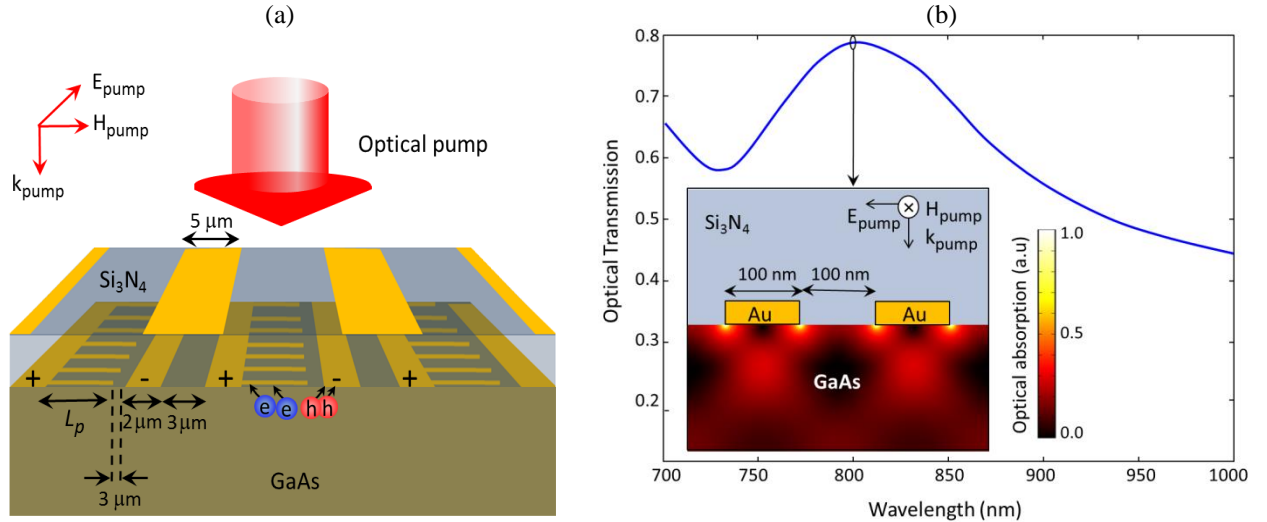 (a)
E_pump
H_pump
k_pump
Optical pump
5 μm
Si₃N₄
+ - + - +
e e h h
L_p
2 μm
3 μm
3 μm
GaAs
(b)
Optical Transmission
0.8
0.7
0.6
0.5
0.4
0.3
0.2
Si₃N₄
E_pump
H_pump
k_pump
100 nm 100 nm
Au Au
GaAs
Optical absorption (a.u)
1.0
0.5
0.0
700 750 800 850 900 950 1000
Wavelength (nm)